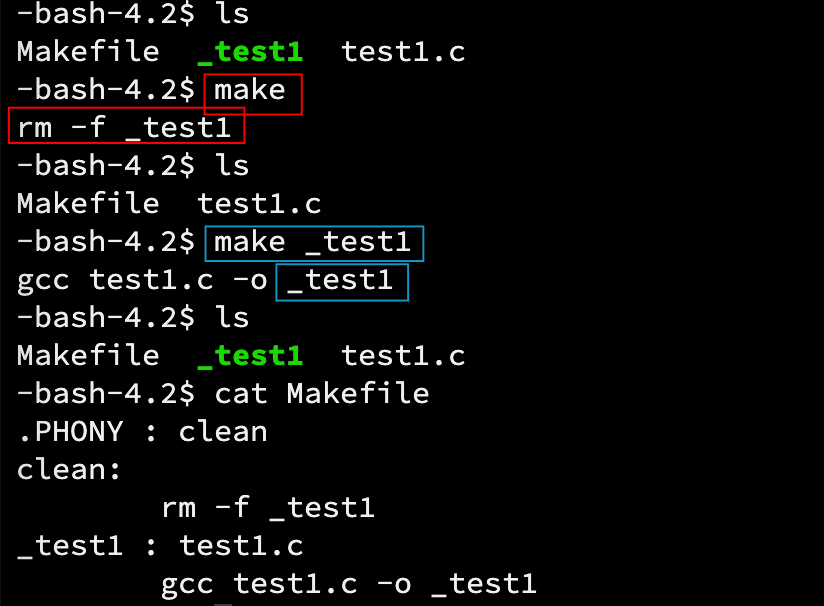 -bash-4.2$ ls
Makefile  _test1  test1.c
-bash-4.2$ make
rm -f _test1
-bash-4.2$ ls
Makefile  test1.c
-bash-4.2$ make _test1
gcc test1.c -o _test1
-bash-4.2$ ls
Makefile  _test1  test1.c
-bash-4.2$ cat Makefile
.PHONY : clean
clean:
        rm -f _test1
_test1 : test1.c
        gcc test1.c -o _test1